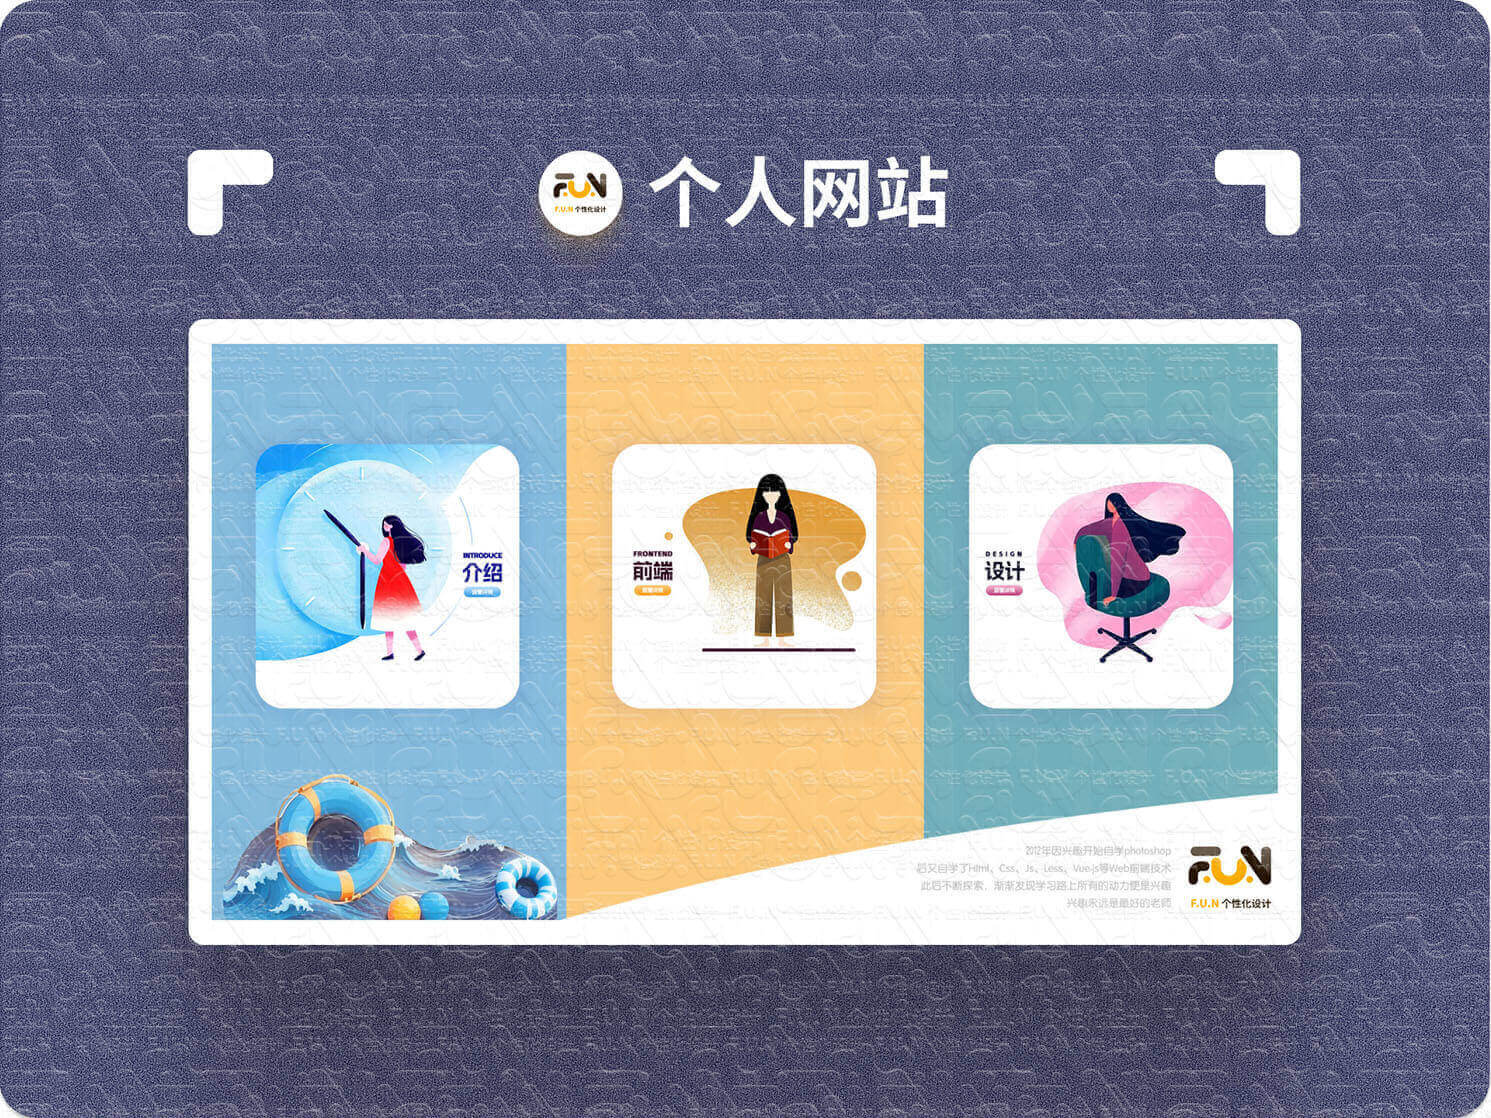 F.U.N
F.U.N 个性化设计
个人网站
INTRODUCE
介绍
FRONTEND
前端
DESIGN
设计
2012年因兴趣开始自学photoshop
后又自学了Html、Css、Js、Less、Vue.js等Web前端技术
此后不断探索，渐渐发现学习路上所有的动力便是兴趣
兴趣永远是最好的老师
F.U.N
F.U.N 个性化设计